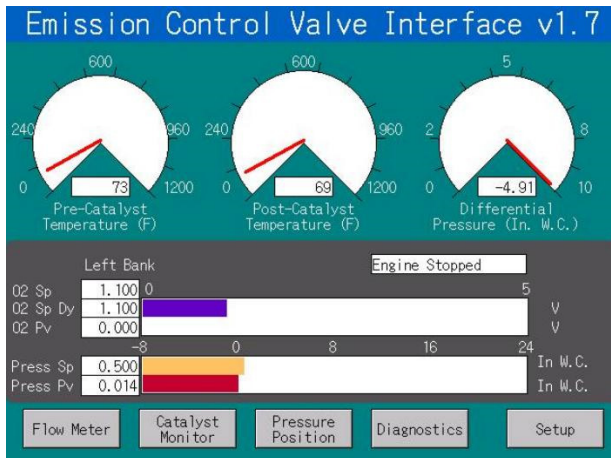 Emission Control Valve Interface v1.7
600 600 5
240 960 240 960 2 8
0 73 1200 0 69 1200 0 -4.91 10
Pre-Catalyst Post-Catalyst Differential
Temperature (F) Temperature (F) Pressure (In. W.C.)
Left Bank Engine Stopped
O2 Sp 1.100 0 5
O2 Sp Dy 1.100 V
O2 Pv 0.000 V
-8 0 8 16 24
Press Sp 0.500 In W.C.
Press Pv 0.014 In W.C.
Flow Meter Catalyst Monitor Pressure Position Diagnostics Setup